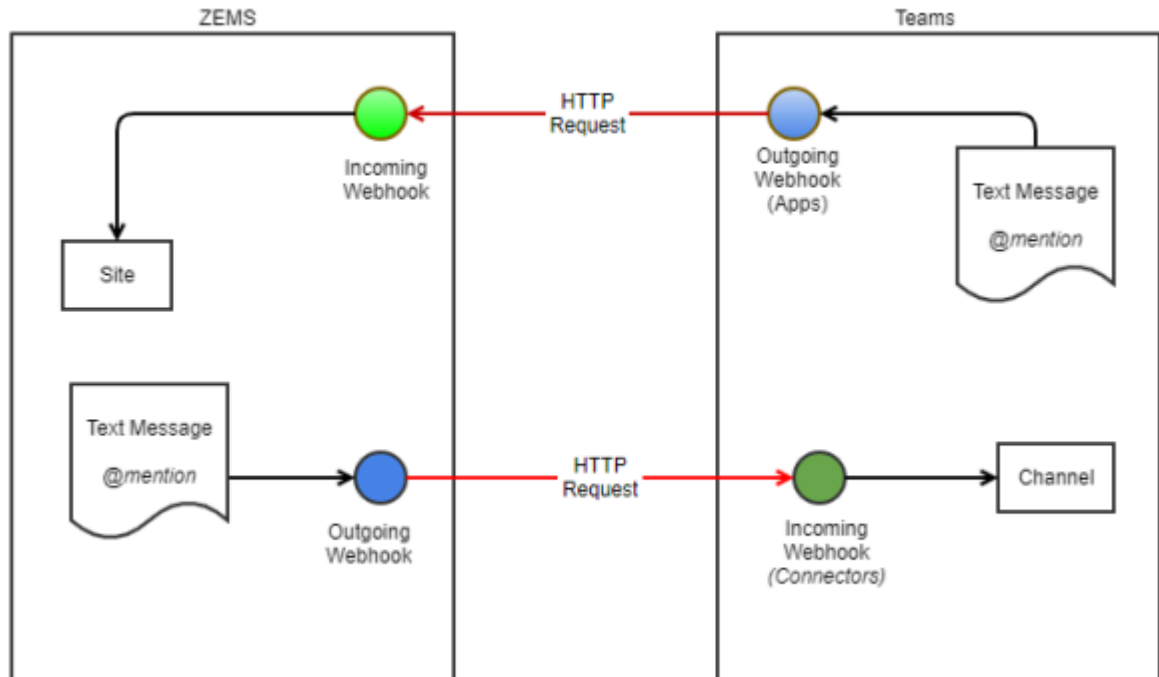 ZEMS
Teams
HTTP
Request
Incoming
Webhook
Outgoing
Webhook
(Apps)
Text Message
@mention
Site
Text Message
@mention
HTTP
Request
Channel
Outgoing
Webhook
Incoming
Webhook
(Connectors)